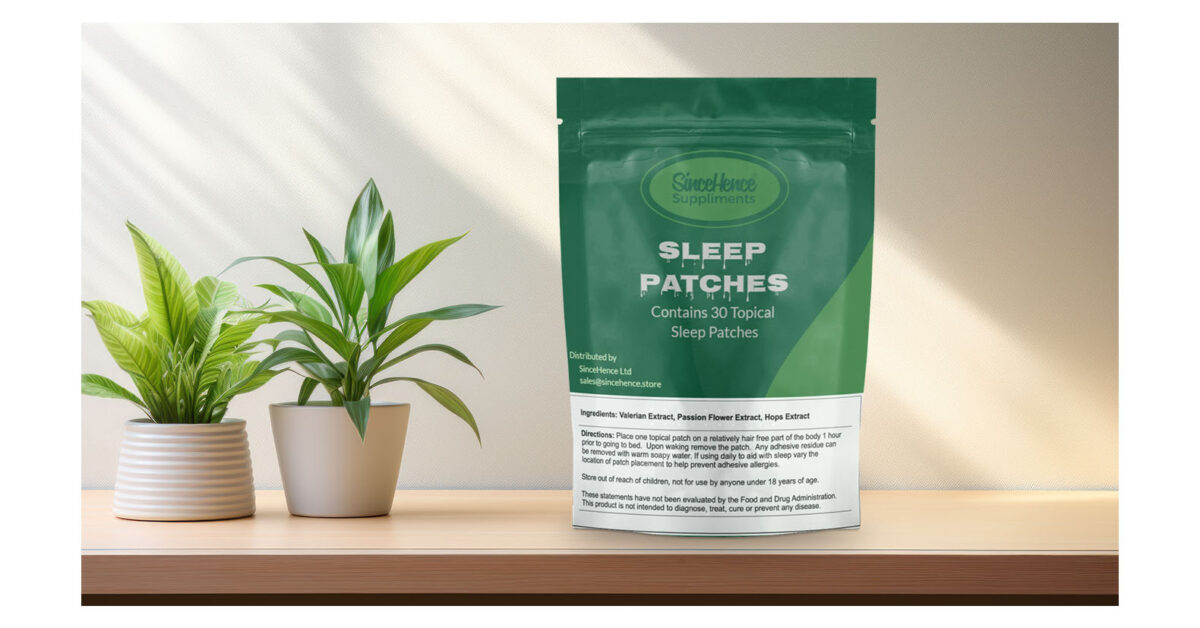 SinceHence®
Suppliments
SLEEP
PATCHES
Contains 30 Topical
Sleep Patches
Distributed by
SinceHence Ltd
sales@sincehence.store
Ingredients: Valerian Extract, Passion Flower Extract, Hops Extract
Directions: Place one topical patch on a relatively hair free part of the body 1 hour
prior to going to bed. Upon waking remove the patch. Any adhesive residue can
be removed with warm soapy water. If using daily to aid with sleep vary the
location of patch placement to help prevent adhesive allergies.
Store out of reach of children, not for use by anyone under 18 years of age.
These statements have not been evaluated by the Food and Drug Administration.
This product is not intended to diagnose, treat, cure or prevent any disease.